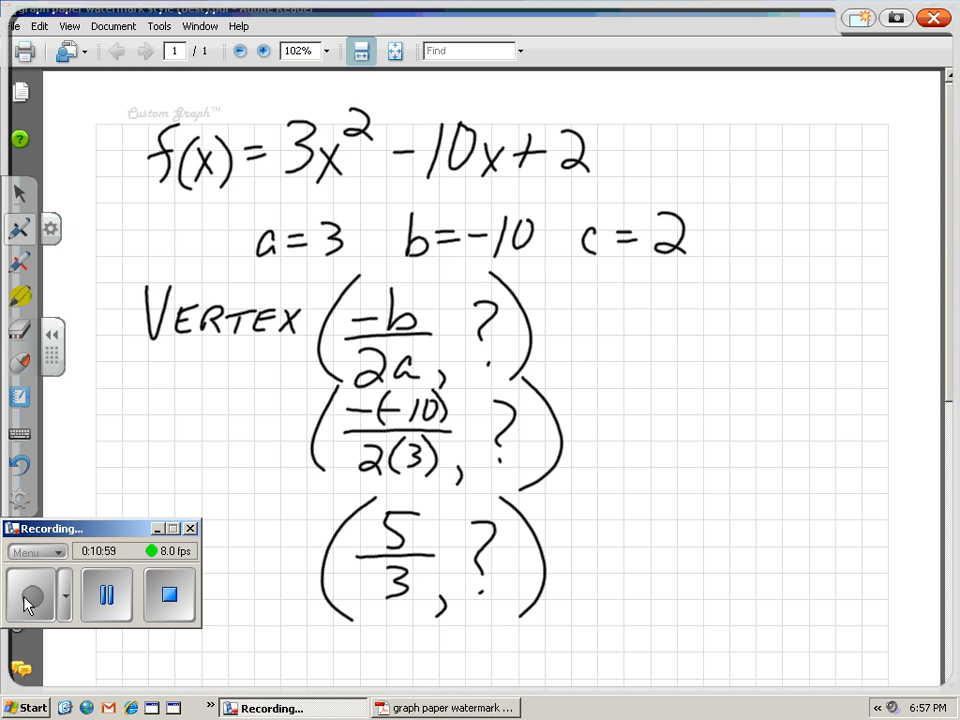 File Edit View Document Tools Window Help
1 / 1 102% Find
Custom Graph™
f(x) = 3x² - 10x + 2
a = 3 b = -10 c = 2
VERTEX (-b/2a, ?)
(-(-10)/2(3), ?)
(5/3, ?)
Recording...
Menu 0:10:59 8.0 fps
Start Recording... graph paper watermark ... 6:57 PM